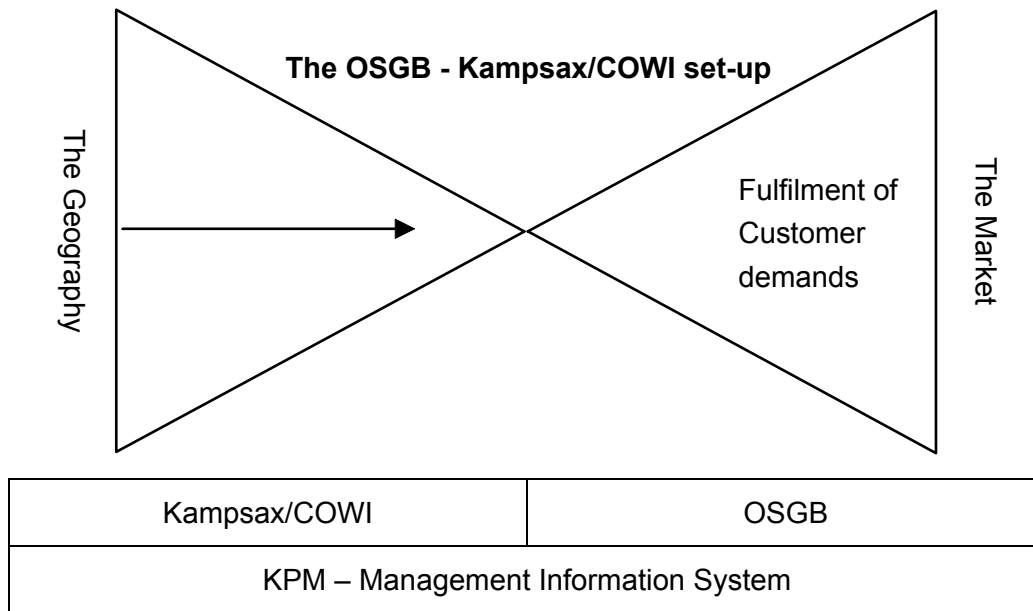 The OSGB - Kampsax/COWI set-up
The Geography
Fulfilment of
Customer
demands
The Market
Kampsax/COWI
OSGB
KPM – Management Information System